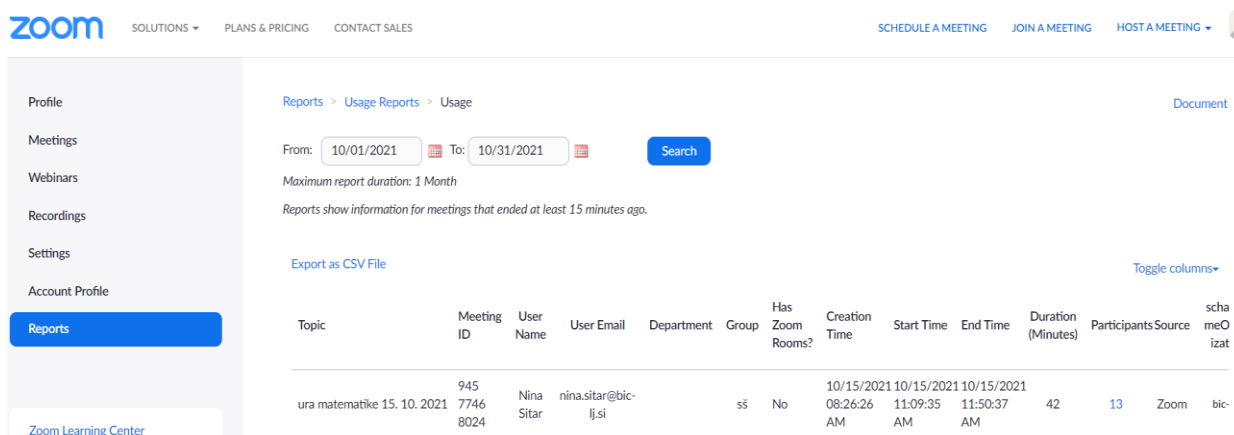 zoom SOLUTIONS PLANS & PRICING CONTACT SALES SCHEDULE A MEETING JOIN A MEETING HOST A MEETING
Profile
Meetings
Webinars
Recordings
Settings
Account Profile
Reports
Zoom Learning Center
Reports > Usage Reports > Usage
Document
From: 10/01/2021 To: 10/31/2021 Search
Maximum report duration: 1 Month
Reports show information for meetings that ended at least 15 minutes ago.
Export as CSV File
Toggle columns
Topic
Meeting ID
User Name
User Email
Department
Group
Has Zoom Rooms?
Creation Time
Start Time
End Time
Duration (Minutes)
Participants
Source
scha
meO
izat
ura matematike 15. 10. 2021
945 7746 8024
Nina Sitar
nina.sitar@bic-lj.si
sš
No
10/15/2021 08:26:26 AM
10/15/2021 11:09:35 AM
10/15/2021 11:50:37 AM
42
13
Zoom
bic-